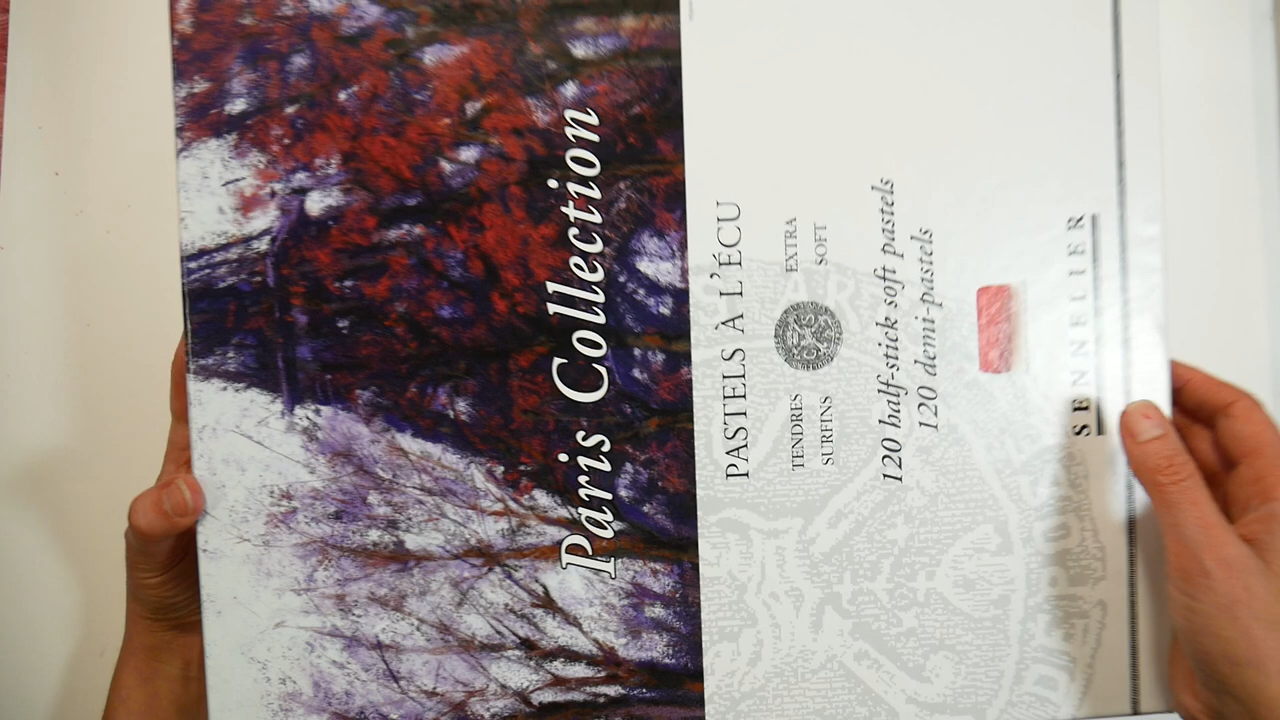 Paris Collection
PASTELS À L'ÉCU
TENDRES
SURFINS
EXTRA
SOFT
120 half-stick soft pastels
120 demi-pastels
SENNELIER